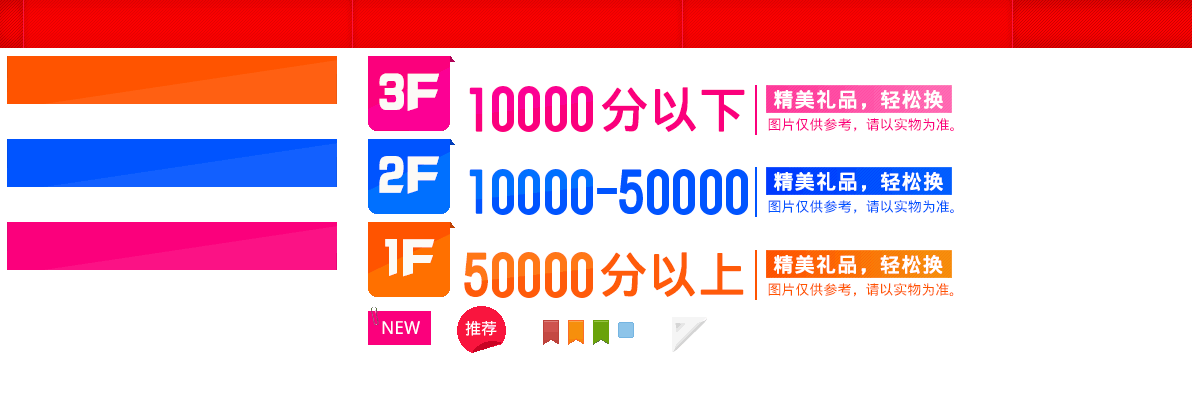 3F
10000分以下
精美礼品，轻松换
图片仅供参考，请以实物为准。
2F
10000-50000
精美礼品，轻松换
图片仅供参考，请以实物为准。
1F
50000分以上
精美礼品，轻松换
图片仅供参考，请以实物为准。
NEW
推荐